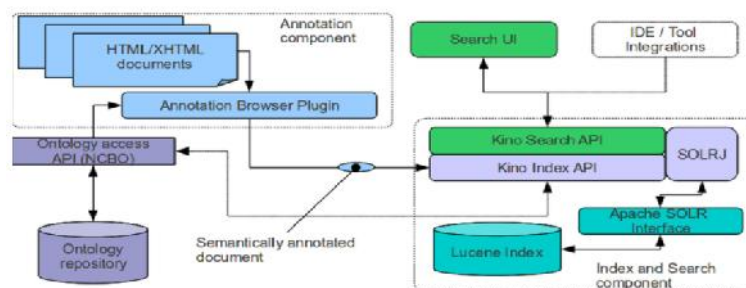 Annotation
component
HTML/XHTML
documents
Annotation Browser Plugin
Search UI
IDE / Tool
Integrations
Ontology access
API (NCBO)
Kino Search API
Kino Index API
SOLRJ
Semantically annotated
document
Ontology
repository
Lucene Index
Apache SOLR
Interface
Index and Search
component